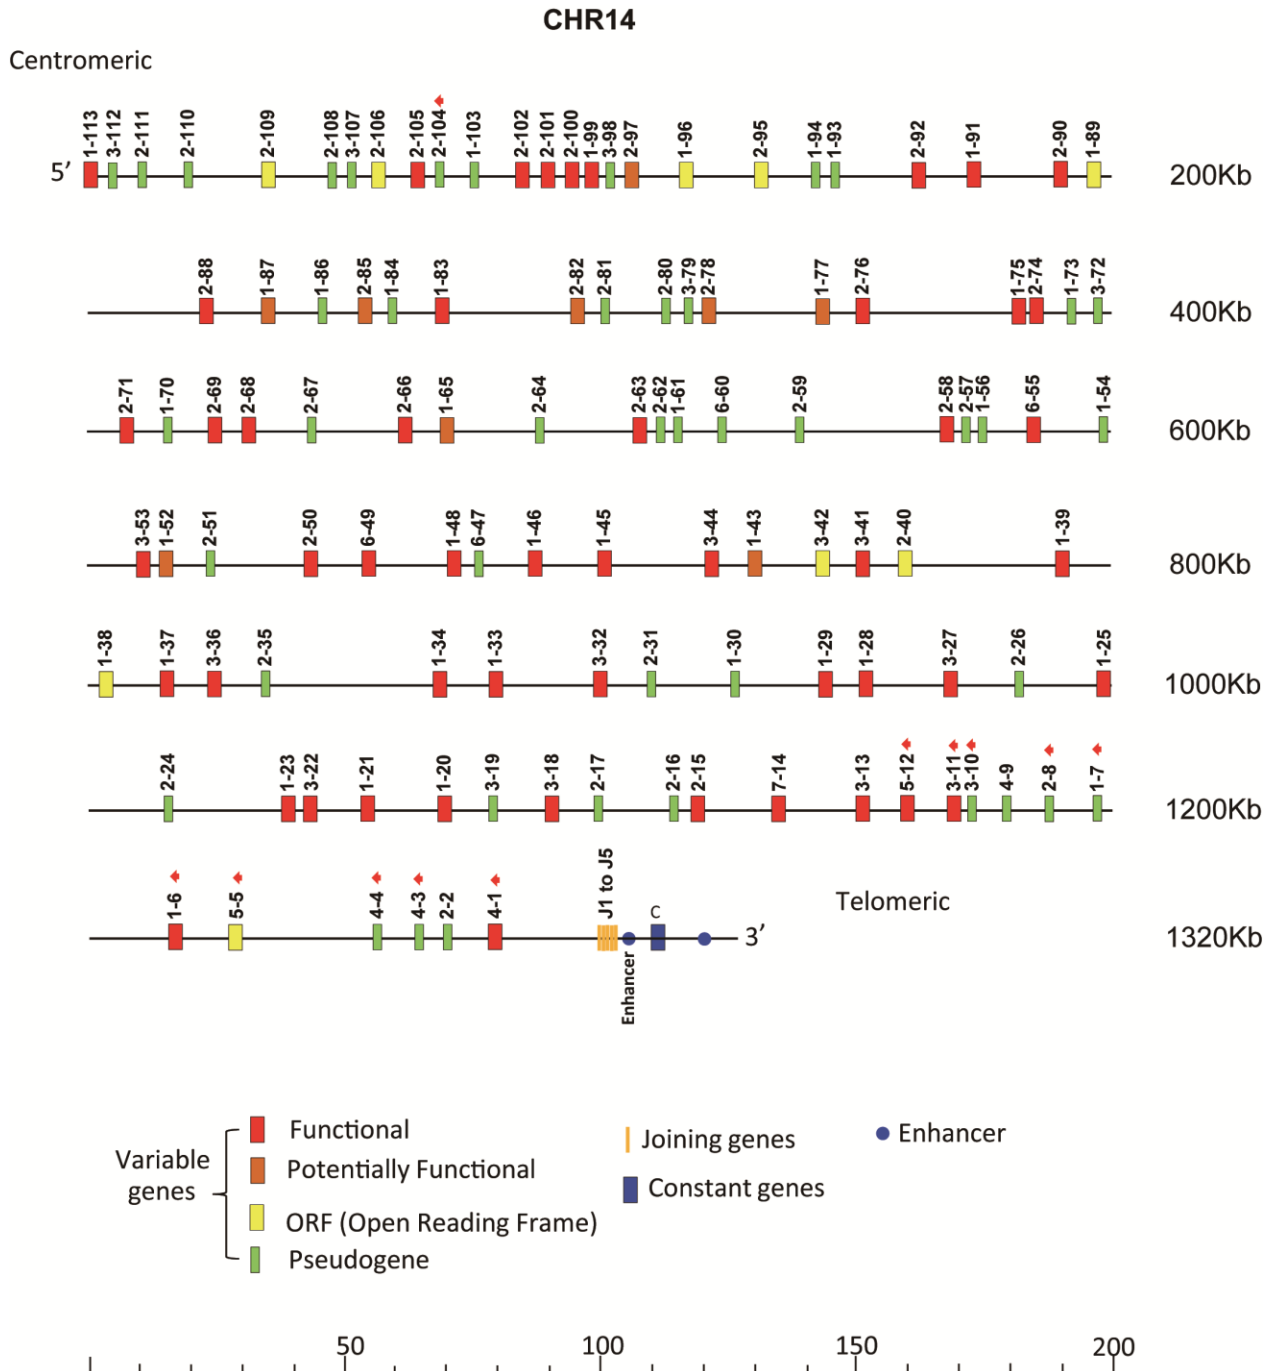 CHR14
Centromeric
1-113 3-112 2-111 2-110 2-109 2-108 3-107 2-106 2-105 2-104 1-103 2-102 2-101 2-100 1-99 3-98 2-97 1-96 2-95 1-94 1-93 2-92 1-91 2-90 1-89
5′ 200Kb
2-88 1-87 1-86 2-85 1-84 1-83 2-82 2-81 2-80 3-79 2-78 1-77 2-76 1-75 2-74 1-73 3-72
400Kb
2-71 1-70 2-69 2-68 2-67 2-66 1-65 2-64 2-63 2-62 1-61 6-60 2-59 2-58 2-57 1-56 6-55 1-54
600Kb
3-53 1-52 2-51 2-50 6-49 1-48 6-47 1-46 1-45 3-44 1-43 3-42 3-41 2-40 1-39
800Kb
1-38 1-37 3-36 2-35 1-34 1-33 3-32 2-31 1-30 1-29 1-28 3-27 2-26 1-25
1000Kb
2-24 1-23 3-22 1-21 1-20 3-19 3-18 2-17 2-16 2-15 7-14 3-13 5-12 3-11 3-10 4-9 2-8 1-7
1200Kb
1-6 5-5 4-4 4-3 2-2 4-1 J1 to J5 C Telomeric
3′ 1320Kb
Enhancer
Variable genes
Functional
Potentially Functional
ORF (Open Reading Frame)
Pseudogene
Joining genes
Constant genes
Enhancer
50 100 150 200